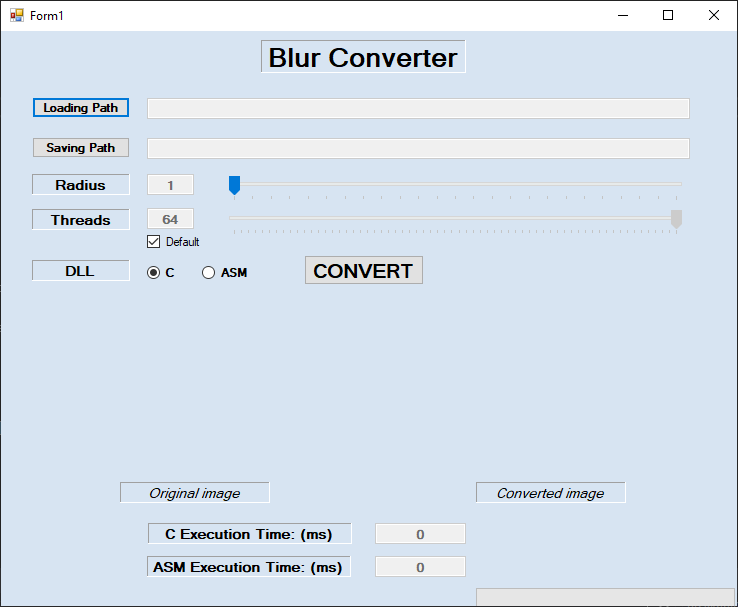 Form1
Blur Converter
Loading Path
Saving Path
Radius 1
Threads 64
Default
DLL C ASM CONVERT
Original image Converted image
C Execution Time: (ms) 0
ASM Execution Time: (ms) 0